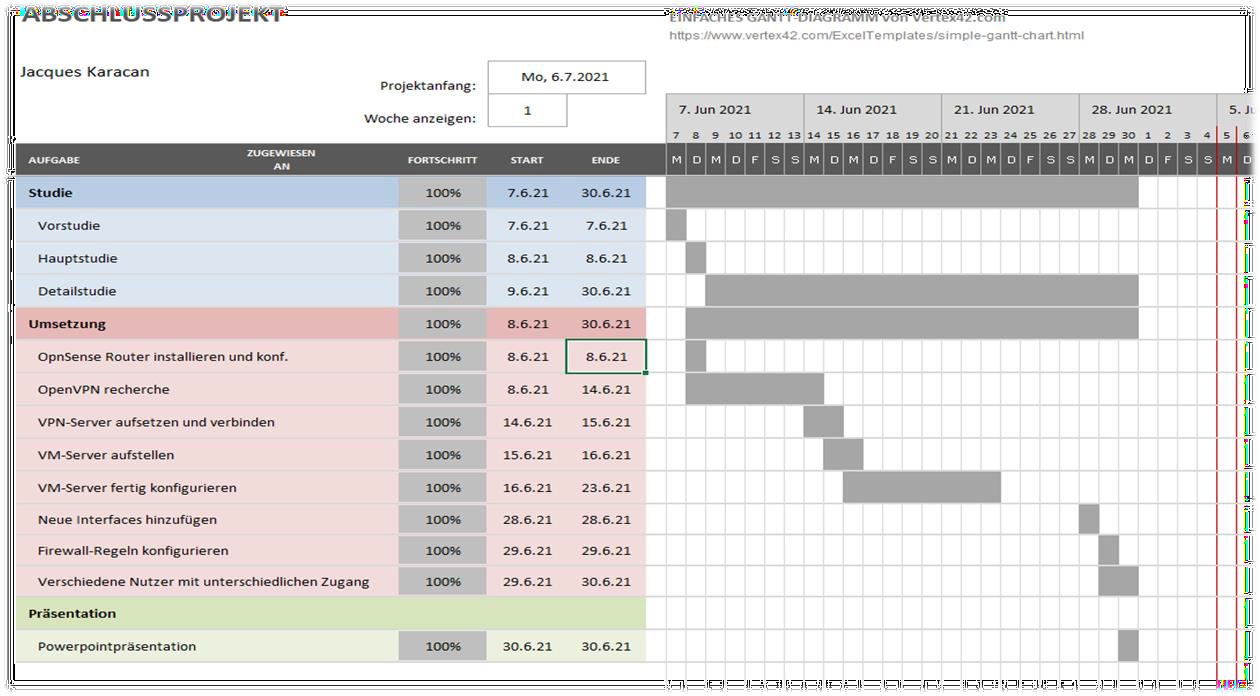 ABSCHLUSSPROJEKT
EINFACHES GANTT-DIAGRAMM von Vertex42.com
https://www.vertex42.com/ExcelTemplates/simple-gantt-chart.html
Jacques Karacan
Projektanfang: Mo, 6.7.2021
Woche anzeigen: 1
7. Jun 2021 14. Jun 2021 21. Jun 2021 28. Jun 2021 5. Ju
7 8 9 10 11 12 13 14 15 16 17 18 19 20 21 22 23 24 25 26 27 28 29 30 1 2 3 4 5 6
AUFGABE ZUGEWIESEN AN FORTSCHRITT START ENDE M D M D F S S M D M D F S S M D M D F S S M D M D F S S M D
Studie 100% 7.6.21 30.6.21
Vorstudie 100% 7.6.21 7.6.21
Hauptstudie 100% 8.6.21 8.6.21
Detailstudie 100% 9.6.21 30.6.21
Umsetzung 100% 8.6.21 30.6.21
OpnSense Router installieren und konf. 100% 8.6.21 8.6.21
OpenVPN recherche 100% 8.6.21 14.6.21
VPN-Server aufsetzen und verbinden 100% 14.6.21 15.6.21
VM-Server aufstellen 100% 15.6.21 16.6.21
VM-Server fertig konfigurieren 100% 16.6.21 23.6.21
Neue Interfaces hinzufügen 100% 28.6.21 28.6.21
Firewall-Regeln konfigurieren 100% 29.6.21 29.6.21
Verschiedene Nutzer mit unterschiedlichen Zugang 100% 29.6.21 30.6.21
Präsentation
Powerpointpräsentation 100% 30.6.21 30.6.21